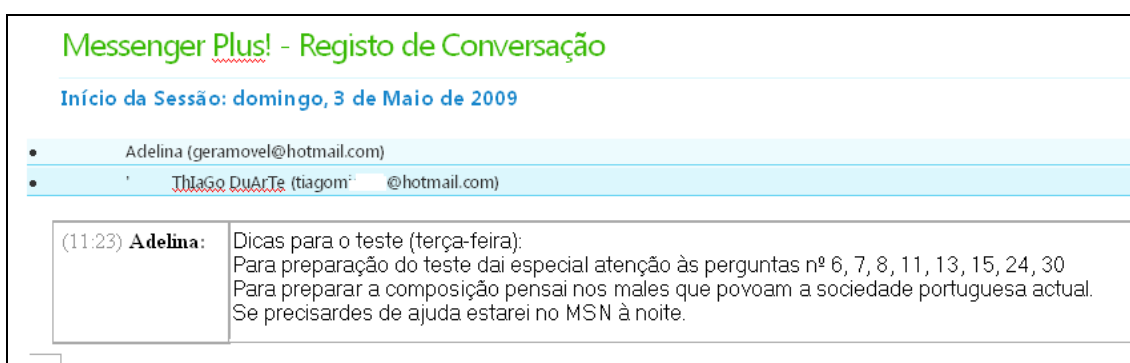 Messenger Plus! - Registo de Conversação
Início da Sessão: domingo, 3 de Maio de 2009
Adelina (geramovel@hotmail.com)
' ThIaGo DuArTe (tiagom @hotmail.com)
(11:23) Adelina: Dicas para o teste (terça-feira):
Para preparação do teste dai especial atenção às perguntas nº 6, 7, 8, 11, 13, 15, 24, 30
Para preparar a composição pensai nos males que povoam a sociedade portuguesa actual.
Se precisardes de ajuda estarei no MSN à noite.